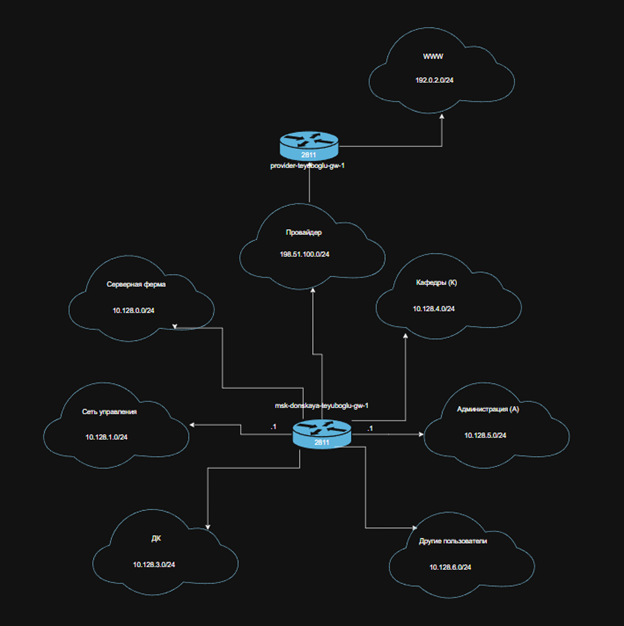 WWW
192.0.2.0/24
2811
provider-teyuboglu-gw-1
Провайдер
198.51.100.0/24
Серверная ферма
10.128.0.0/24
Кафедры (К)
10.128.4.0/24
msk-donskaya-teyuboglu-gw-1
Сеть управления
10.128.1.0/24
.1
2811
.1
Администрация (А)
10.128.5.0/24
ДК
10.128.3.0/24
Другие пользователи
10.128.6.0/24